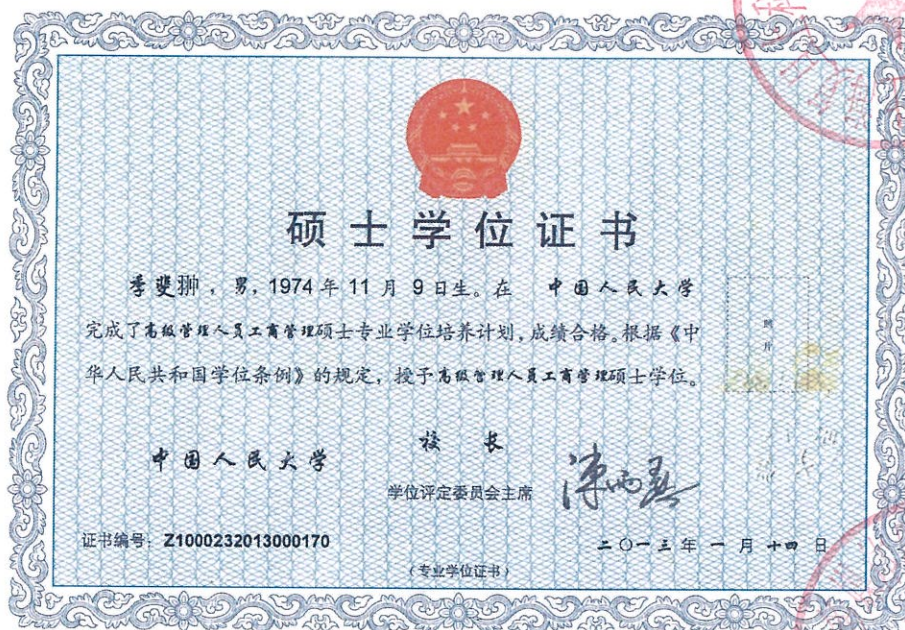 硕士学位证书
季斐翀，男，1974年11月9日生。在 中国人民大学
完成了高级管理人员工商管理硕士专业学位培养计划，成绩合格。根据《中
华人民共和国学位条例》的规定，授予高级管理人员工商管理硕士学位。
照片
中国人民大学
校长
学位评定委员会主席
陈雨露
证书编号：Z1000232013000170
二〇一三年一月十四日
（专业学位证书）